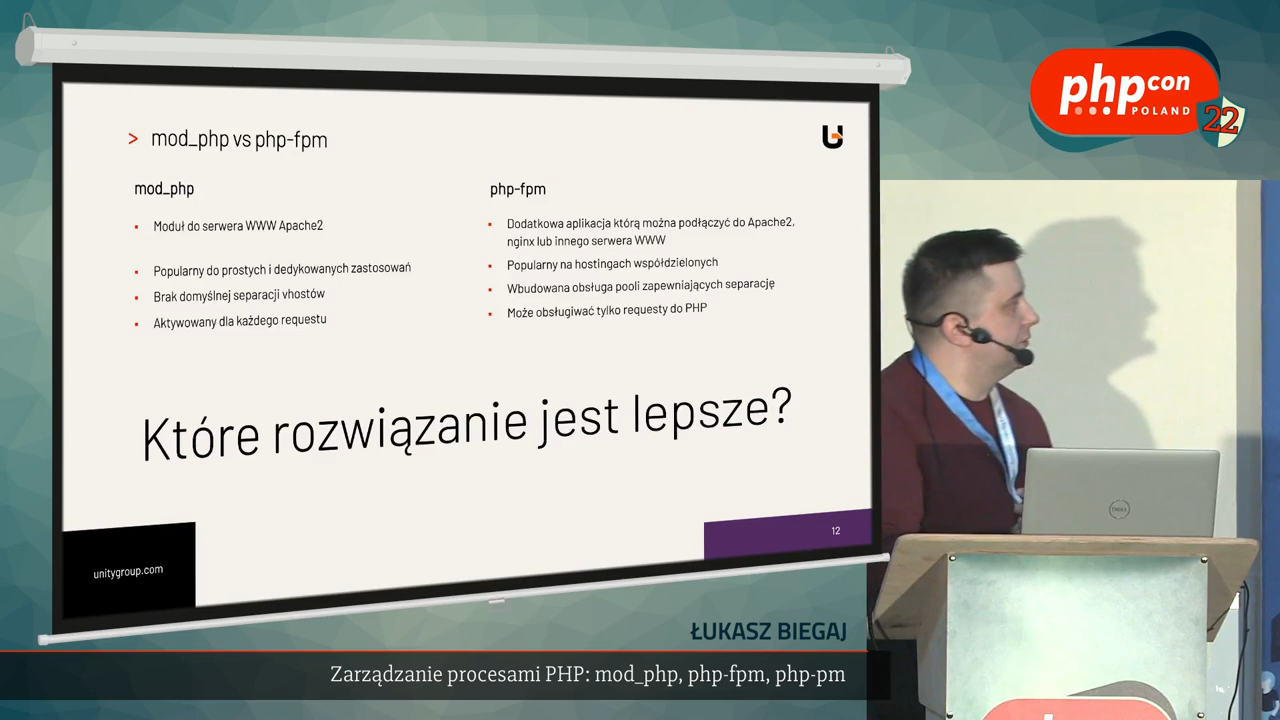 > mod_php vs php-fpm
mod_php
Moduł do serwera WWW Apache2
Popularny do prostych i dedykowanych zastosowań
Brak domyślnej separacji vhostów
Aktywowany dla każdego requestu
php-fpm
Dodatkowa aplikacja którą można podłączyć do Apache2,
nginx lub innego serwera WWW
Popularny na hostingach współdzielonych
Wbudowana obsługa pooli zapewniających separację
Może obsługiwać tylko requesty do PHP
Które rozwiązanie jest lepsze?
unitygroup.com
12
phpcon
POLAND
22
DELL
ŁUKASZ BIEGAJ
Zarządzanie procesami PHP: mod_php, php-fpm, php-pm